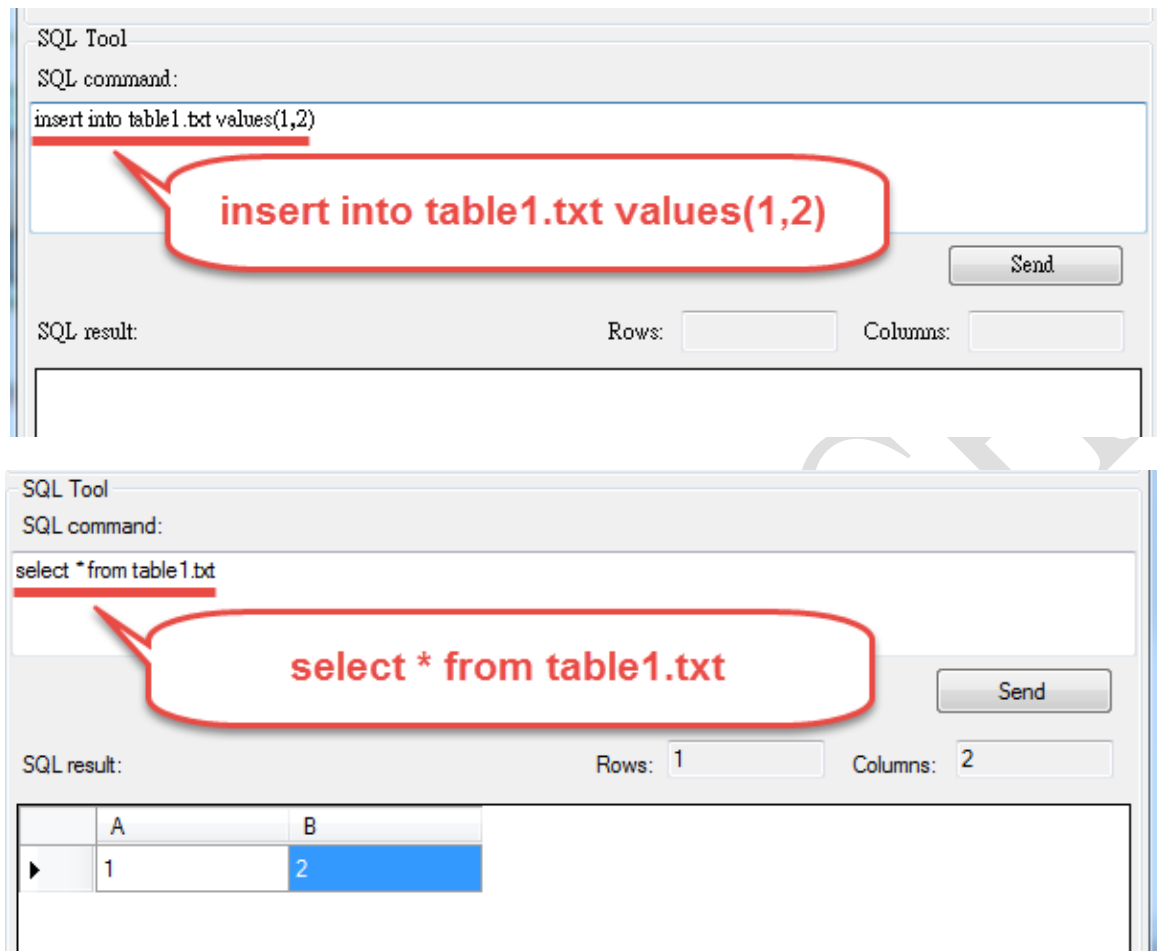 SQL Tool
SQL command:
insert into table1.txt values(1,2)
insert into table1.txt values(1,2)
Send
SQL result: Rows: Columns:
SQL Tool
SQL command:
select * from table1.txt
select * from table1.txt
Send
SQL result: Rows: 1 Columns: 2
A B
1 2